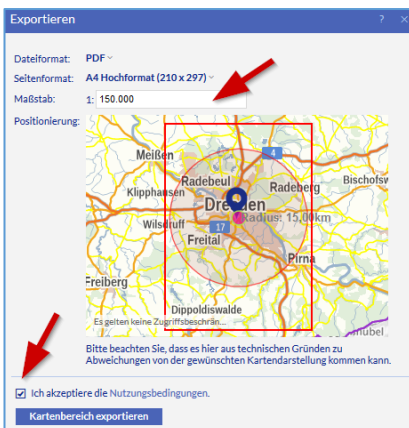 Exportieren ? ×
Dateiformat: PDF
Seitenformat: A4 Hochformat (210 x 297)
Maßstab: 1: 150.000
Positionierung:
Meißen
4
Radebeul
Radeberg
Bischofsw
Klipphausen
Dresden
Radius: 15,00km
Wilsdruff
17
Freital
Pirna
Freiberg
Dippoldiswalde
Es gelten keine Zugriffsbeschrän...
Bitte beachten Sie, dass es hier aus technischen Gründen zu
Abweichungen von der gewünschten Kartendarstellung kommen kann.
Ich akzeptiere die Nutzungsbedingungen.
Kartenbereich exportieren